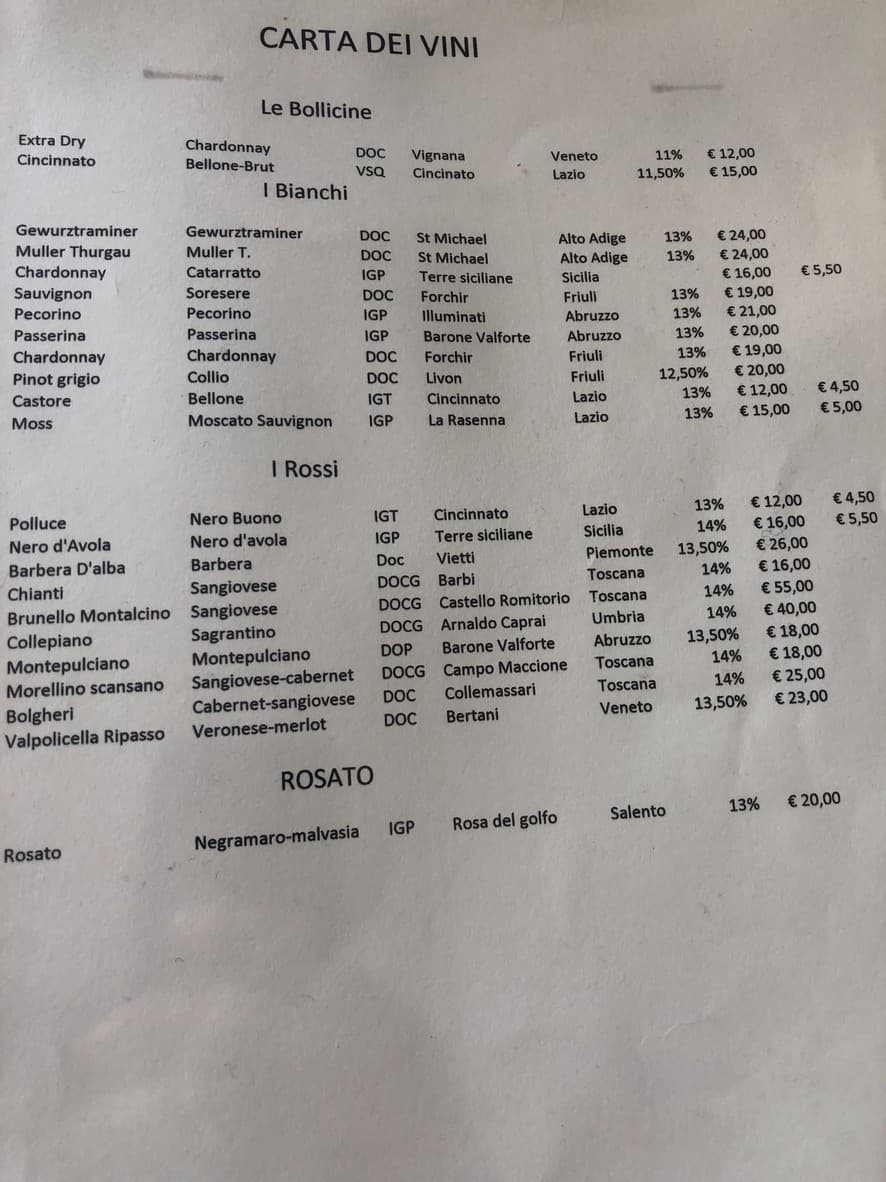 CARTA DEI VINI
Le Bollicine
Extra Dry Chardonnay DOC Vignana Veneto 11% € 12,00
Cincinnato Bellone-Brut VSQ Cincinato Lazio 11,50% € 15,00
I Bianchi
Gewurztraminer Gewurztraminer DOC St Michael Alto Adige 13% € 24,00
Muller Thurgau Muller T. DOC St Michael Alto Adige 13% € 24,00
Chardonnay Catarratto IGP Terre siciliane Sicilia € 16,00 € 5,50
Sauvignon Soresere DOC Forchir Friuli 13% € 19,00
Pecorino Pecorino IGP Illuminati Abruzzo 13% € 21,00
Passerina Passerina IGP Barone Valforte Abruzzo 13% € 20,00
Chardonnay Chardonnay DOC Forchir Friuli 13% € 19,00
Pinot grigio Collio DOC Livon Friuli 12,50% € 20,00
Castore Bellone IGT Cincinnato Lazio 13% € 12,00 € 4,50
Moss Moscato Sauvignon IGP La Rasenna Lazio 13% € 15,00 € 5,00
I Rossi
Polluce Nero Buono IGT Cincinnato Lazio 13% € 12,00 € 4,50
Nero d'Avola Nero d'avola IGP Terre siciliane Sicilia 14% € 16,00 € 5,50
Barbera D'alba Barbera Doc Vietti Piemonte 13,50% € 26,00
Chianti Sangiovese DOCG Barbi Toscana 14% € 16,00
Brunello Montalcino Sangiovese DOCG Castello Romitorio Toscana 14% € 55,00
Collepiano Sagrantino DOCG Arnaldo Caprai Umbria 14% € 40,00
Montepulciano Montepulciano DOP Barone Valforte Abruzzo 13,50% € 18,00
Morellino scansano Sangiovese-cabernet DOCG Campo Maccione Toscana 14% € 18,00
Bolgheri Cabernet-sangiovese DOC Collemassari Toscana 14% € 25,00
Valpolicella Ripasso Veronese-merlot DOC Bertani Veneto 13,50% € 23,00
ROSATO
Rosato Negramaro-malvasia IGP Rosa del golfo Salento 13% € 20,00